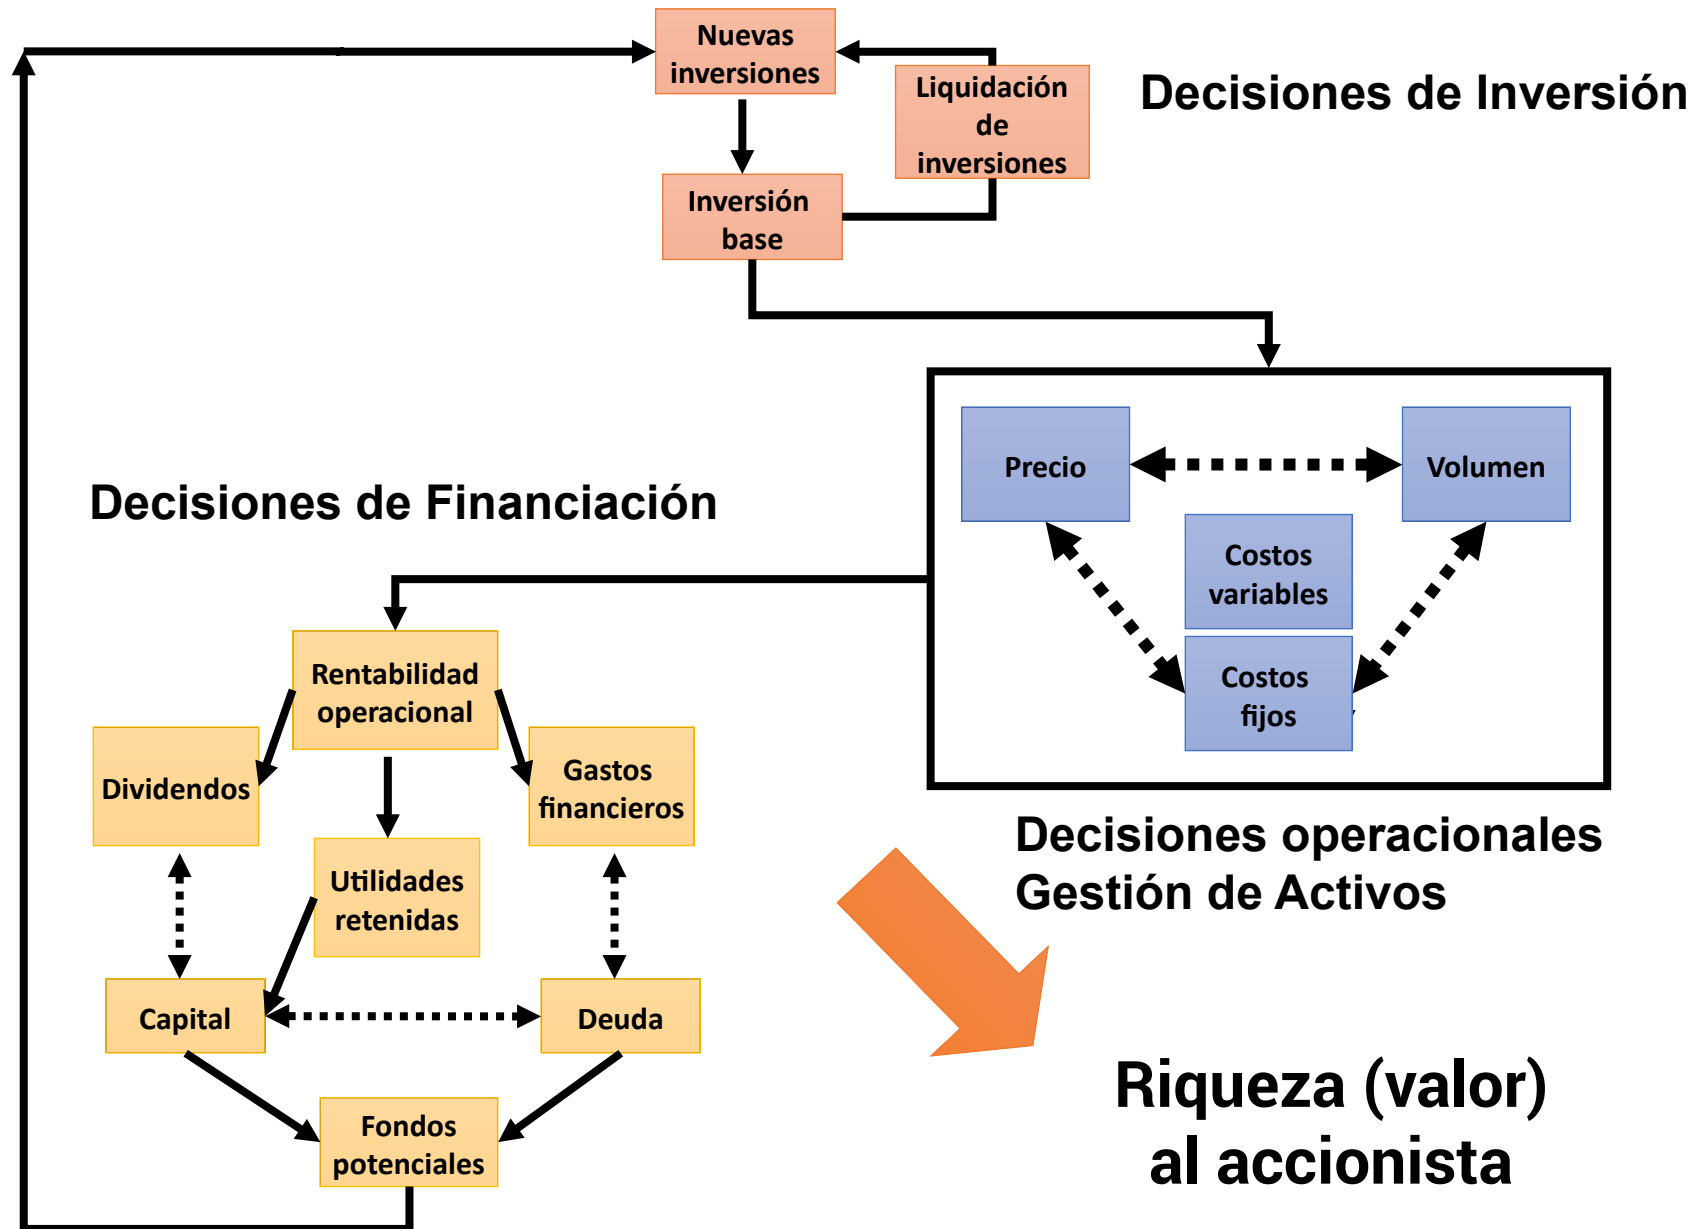 Nuevas
inversiones
Liquidación
de
inversiones
Decisiones de Inversión
Inversión
base
Precio
Volumen
Costos
variables
Costos
fijos
Decisiones de Financiación
Rentabilidad
operacional
Dividendos
Gastos
financieros
Utilidades
retenidas
Capital
Deuda
Fondos
potenciales
Decisiones operacionales
Gestión de Activos
Riqueza (valor)
al accionista